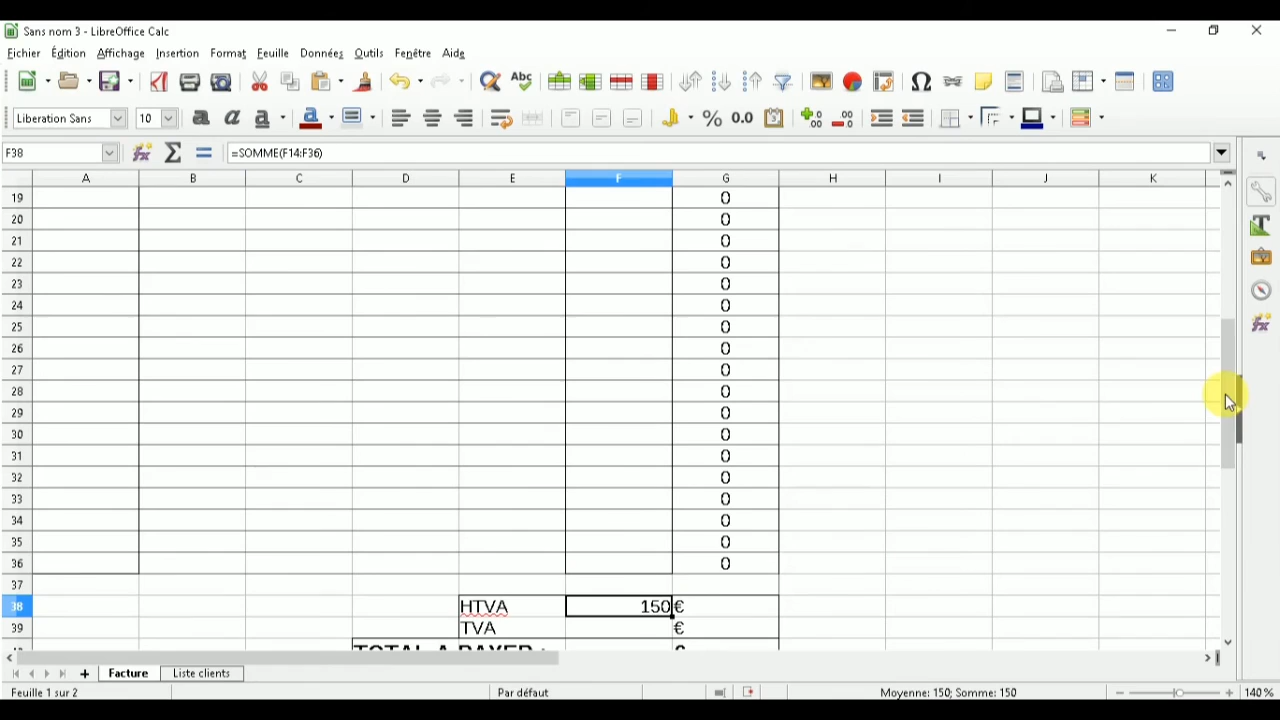 Sans nom 3 - LibreOffice Calc
Fichier Édition Affichage Insertion Format Feuille Données Outils Fenêtre Aide
Abc
Liberation Sans 10 a a a a % 0.0
F38 fx Σ = =SOMME(F14:F36)
A B C D E F G H I J K
19 0
20 0
21 0
22 0
23 0
24 0
25 0
26 0
27 0
28 0
29 0
30 0
31 0
32 0
33 0
34 0
35 0
36 0
37
38 HTVA 150 €
39 TVA €
Facture Liste clients
Feuille 1 sur 2 Par défaut Moyenne: 150; Somme: 150 140 %